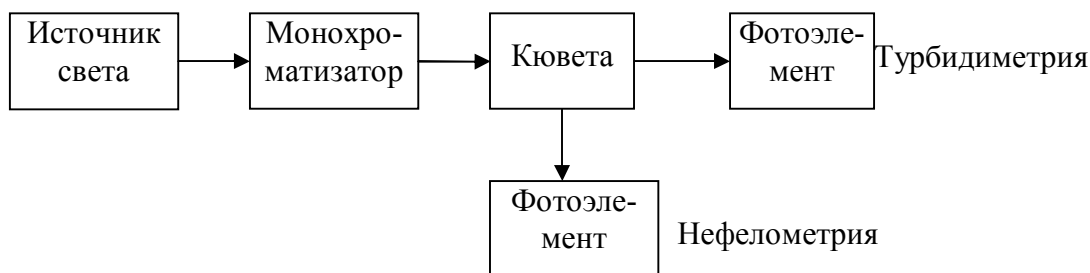 Источник
света
Монохро-
матизатор
Кювета
Фотоэле-
мент
Турбидиметрия
Фотоэле-
мент
Нефелометрия